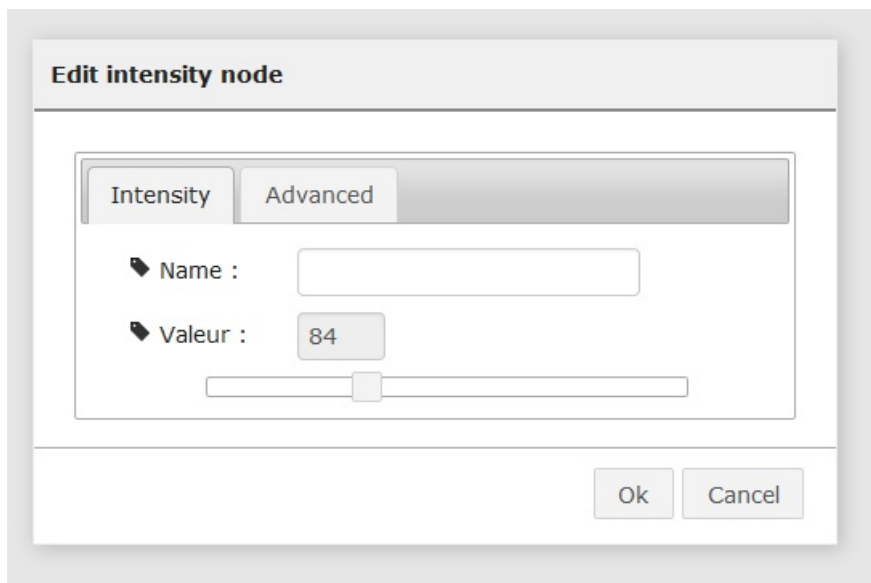 Edit intensity node
Intensity Advanced
Name :
Valeur : 84
Ok Cancel